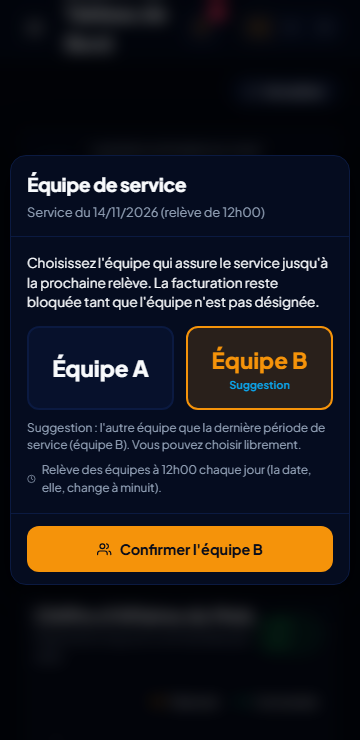 Équipe de service
Service du 14/11/2026 (relève de 12h00)
Choisissez l'équipe qui assure le service jusqu'à
la prochaine relève. La facturation reste
bloquée tant que l'équipe n'est pas désignée.
Équipe A
Équipe B
Suggestion
Suggestion : l'autre équipe que la dernière période de
service (équipe B). Vous pouvez choisir librement.
Relève des équipes à 12h00 chaque jour (la date,
elle, change à minuit).
Confirmer l'équipe B